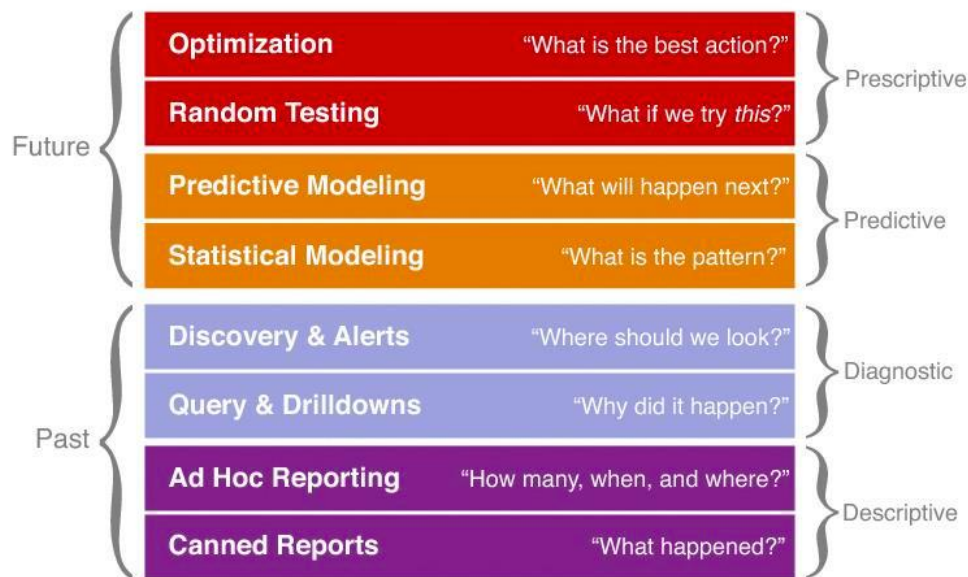 Optimization “What is the best action?”
Prescriptive
Random Testing “What if we try this?”
Future
Predictive Modeling “What will happen next?”
Predictive
Statistical Modeling “What is the pattern?”
Discovery & Alerts “Where should we look?”
Diagnostic
Query & Drilldowns “Why did it happen?”
Past
Ad Hoc Reporting “How many, when, and where?”
Descriptive
Canned Reports “What happened?”